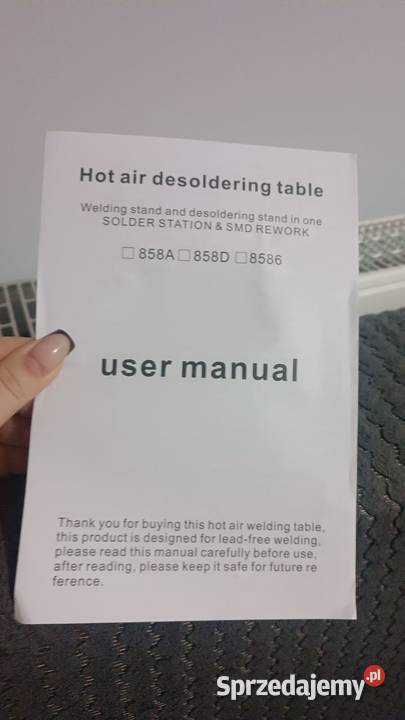 Hot air desoldering table
Welding stand and desoldering stand in one
SOLDER STATION & SMD REWORK
□858A□858D □8586
user manual
Thank you for buying this hot air welding table,
this product is designed for lead-free welding,
please read this manual carefully before use,
after reading, please keep it safe for future re
ference.
Sprzedajemy.pl